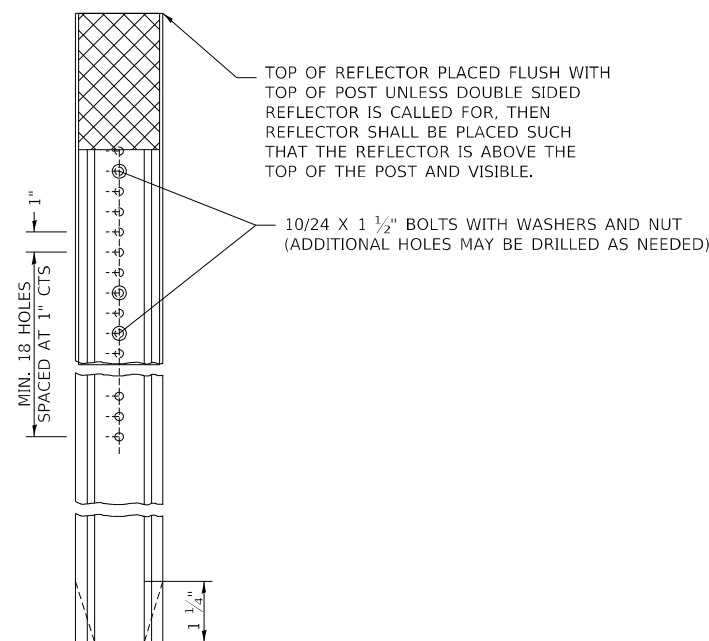 TOP OF REFLECTOR PLACED FLUSH WITH
TOP OF POST UNLESS DOUBLE SIDED
REFLECTOR IS CALLED FOR, THEN
REFLECTOR SHALL BE PLACED SUCH
THAT THE REFLECTOR IS ABOVE THE
TOP OF THE POST AND VISIBLE.
1"
10/24 X 1 ½" BOLTS WITH WASHERS AND NUT
(ADDITIONAL HOLES MAY BE DRILLED AS NEEDED)
MIN. 18 HOLES
SPACED AT 1" CTS
1 ¼"